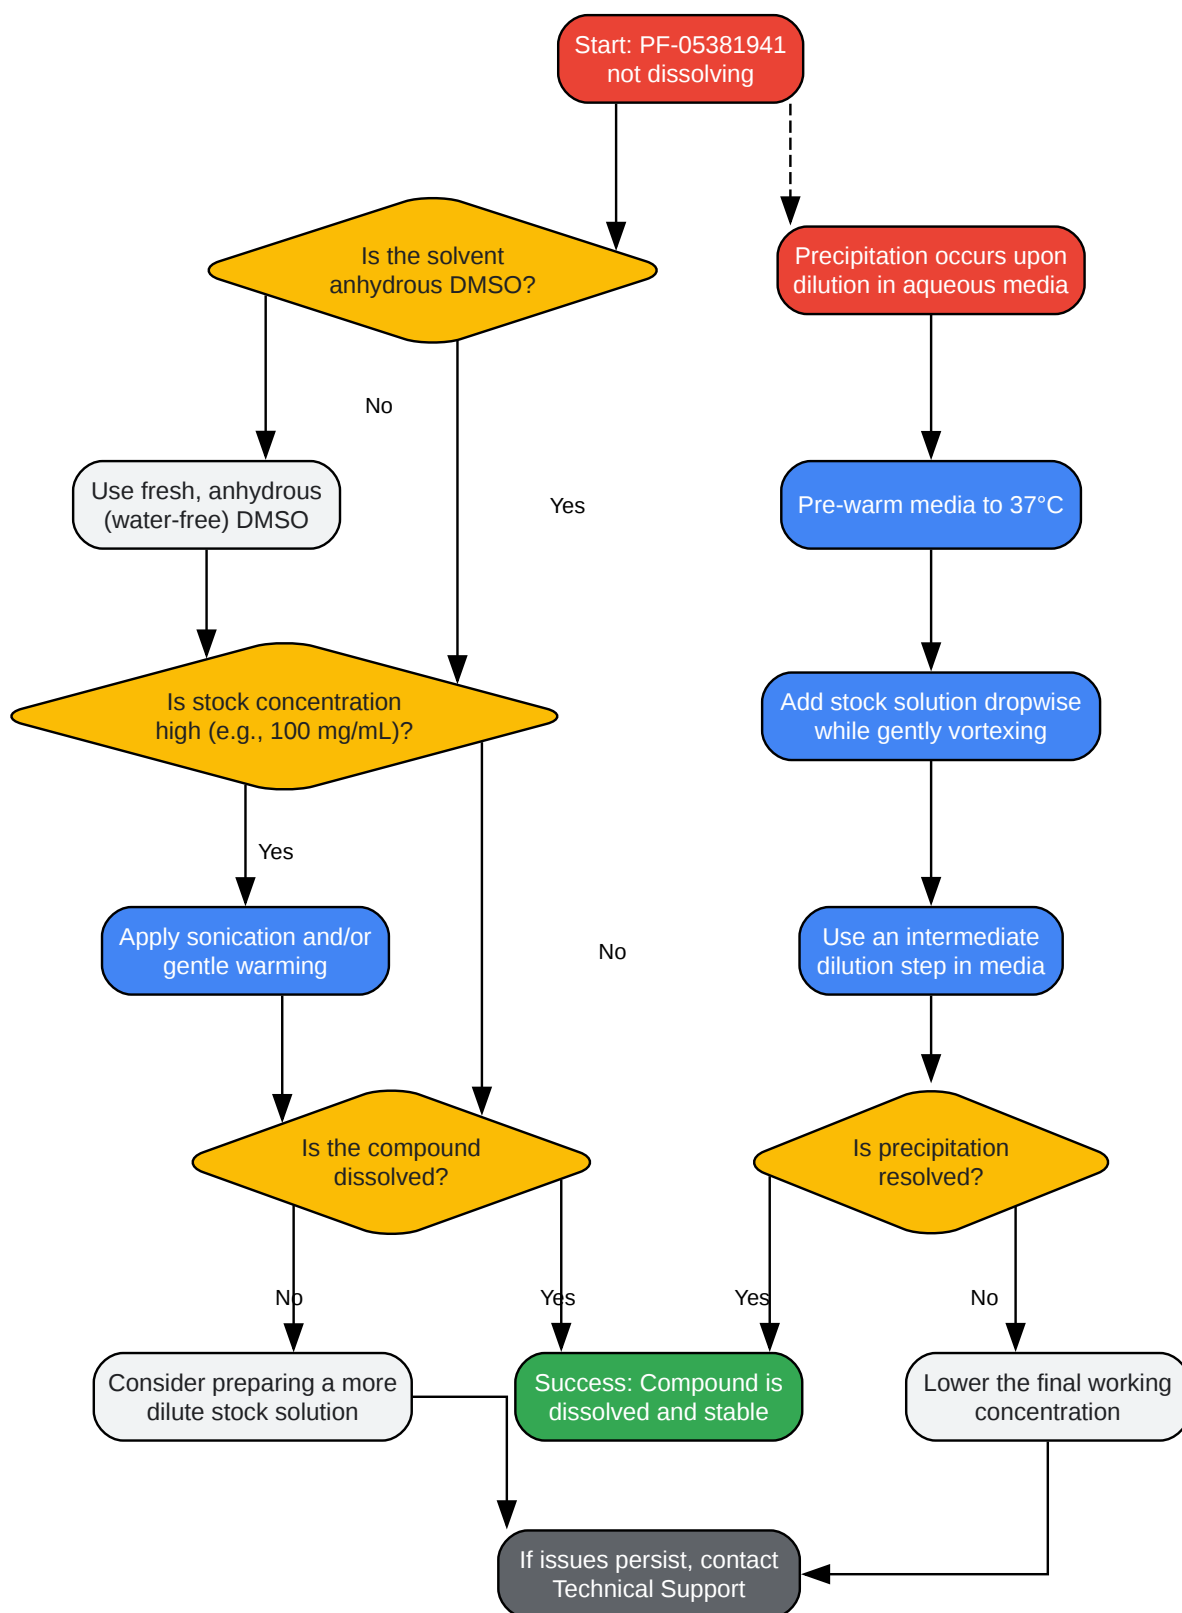 Start: PF-05381941
not dissolving
Is the solvent
anhydrous DMSO?
Precipitation occurs upon
dilution in aqueous media
No
Yes
Use fresh, anhydrous
(water-free) DMSO
Pre-warm media to 37°C
Is stock concentration
high (e.g., 100 mg/mL)?
Add stock solution dropwise
while gently vortexing
Yes
No
Apply sonication and/or
gentle warming
Use an intermediate
dilution step in media
Is the compound
dissolved?
Is precipitation
resolved?
No
Yes
Yes
No
Consider preparing a more
dilute stock solution
Success: Compound is
dissolved and stable
Lower the final working
concentration
If issues persist, contact
Technical Support